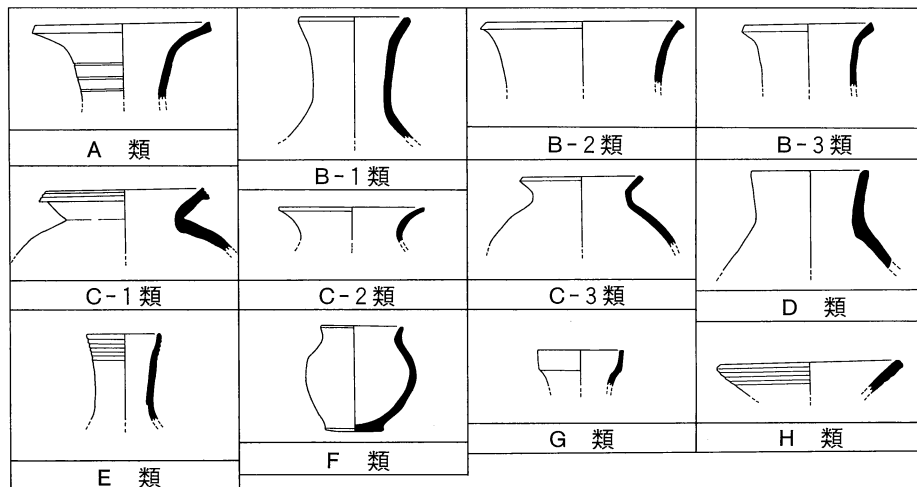 A 類
B-1類
B-2類
B-3類
C-1類
C-2類
C-3類
D 類
E 類
F 類
G 類
H 類